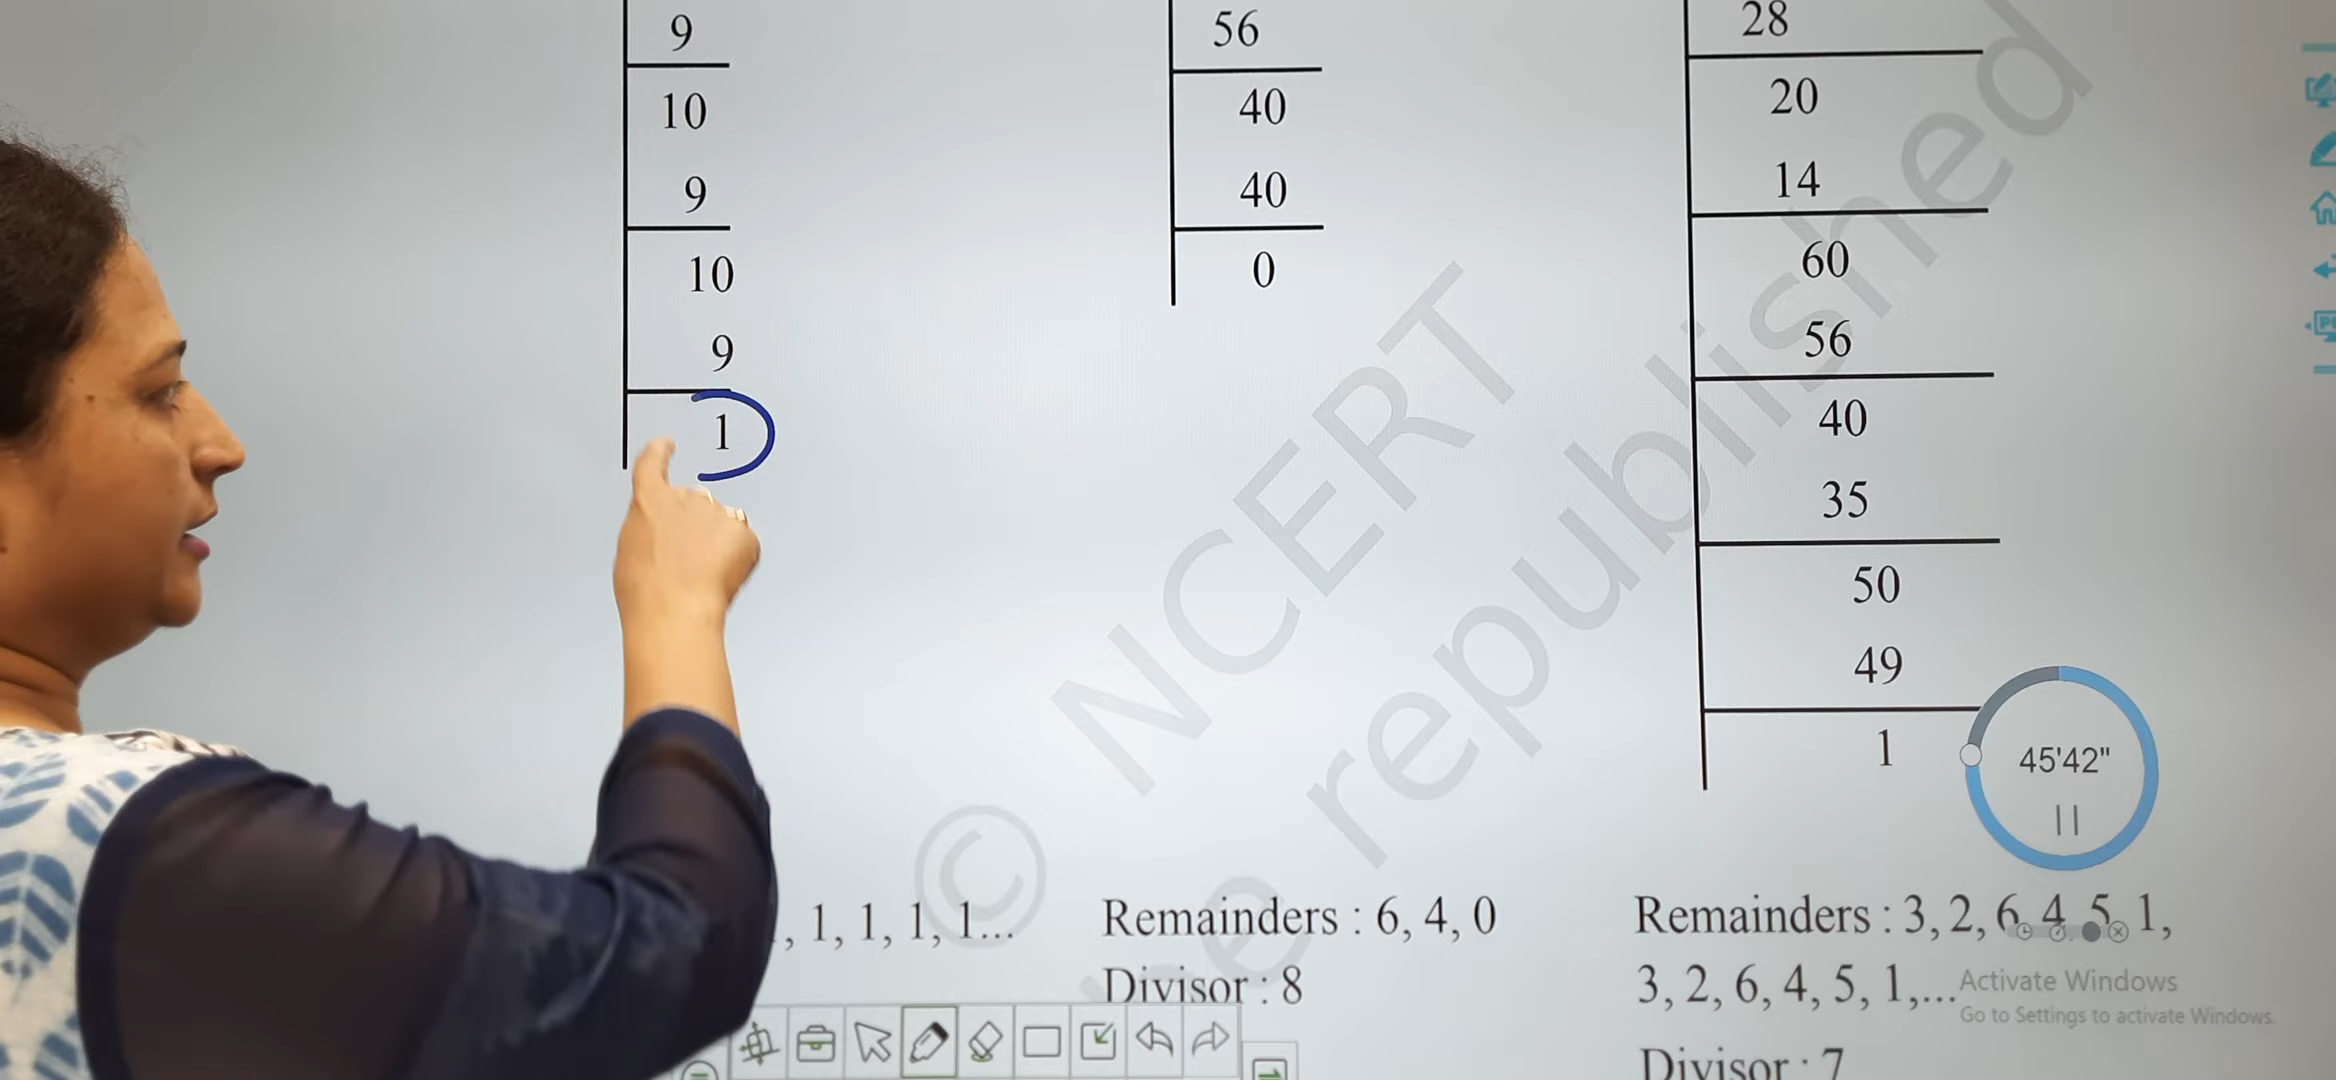 9
10
9
10
9
1
56
40
40
0
28
20
14
60
56
40
35
50
49
1
45'42"
, 1, 1, 1, 1...
Remainders : 6, 4, 0
Divisor : 8
Remainders : 3, 2, 6, 4, 5, 1,
3, 2, 6, 4, 5, 1,...
Divisor : 7
Activate Windows
Go to Settings to activate Windows.
© NCERT
republished